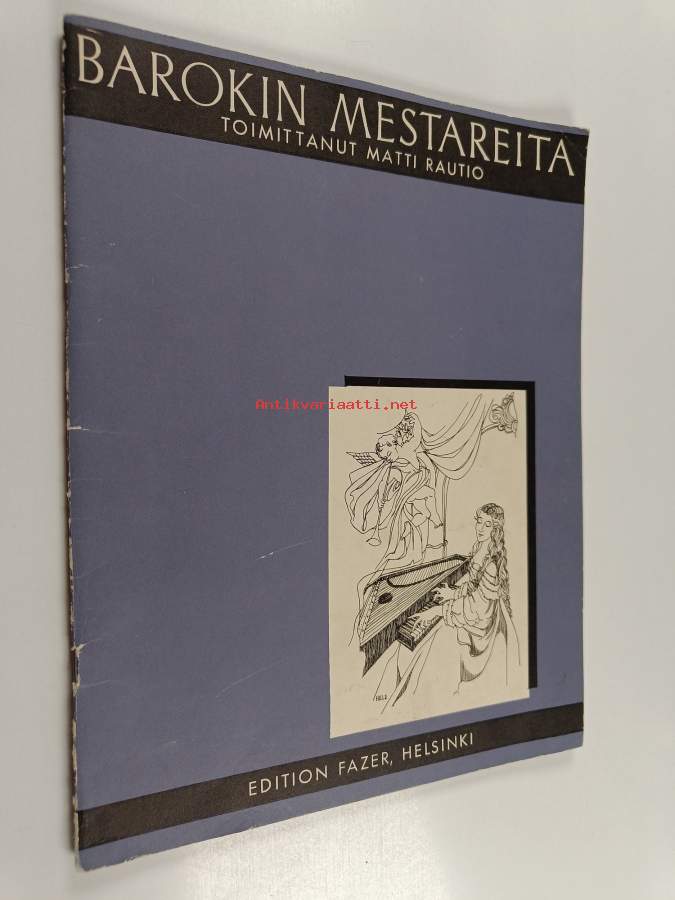 BAROKIN MESTAREITA
TOIMITTANUT MATTI RAUTIO
Antikvariaatti.net
EDITION FAZER, HELSINKI